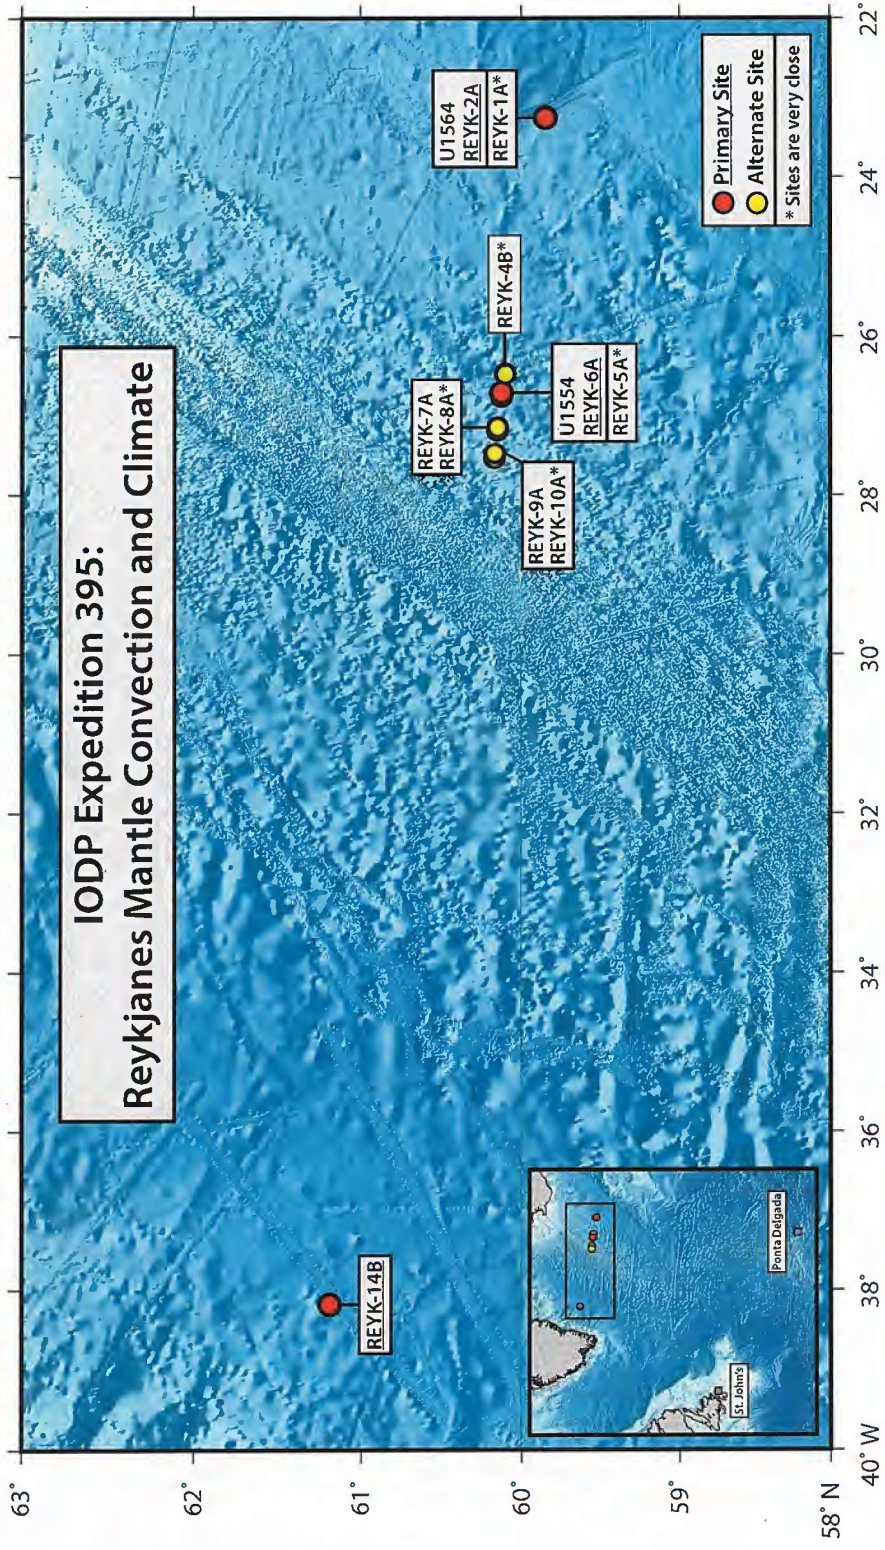 IODP Expedition 395:
Reykjanes Mantle Convection and Climate
63˚
62˚
61˚
60˚
59˚
58˚ N
40˚ W
38˚
36˚
34˚
32˚
30˚
28˚
26˚
24˚
22˚
REYK-14B
REYK-7A
REYK-8A*
REYK-9A
REYK-10A*
REYK-4B*
U1554
REYK-6A
REYK-5A*
U1564
REYK-2A
REYK-1A*
Primary Site
Alternate Site
* Sites are very close
St. John's
Ponta Delgada